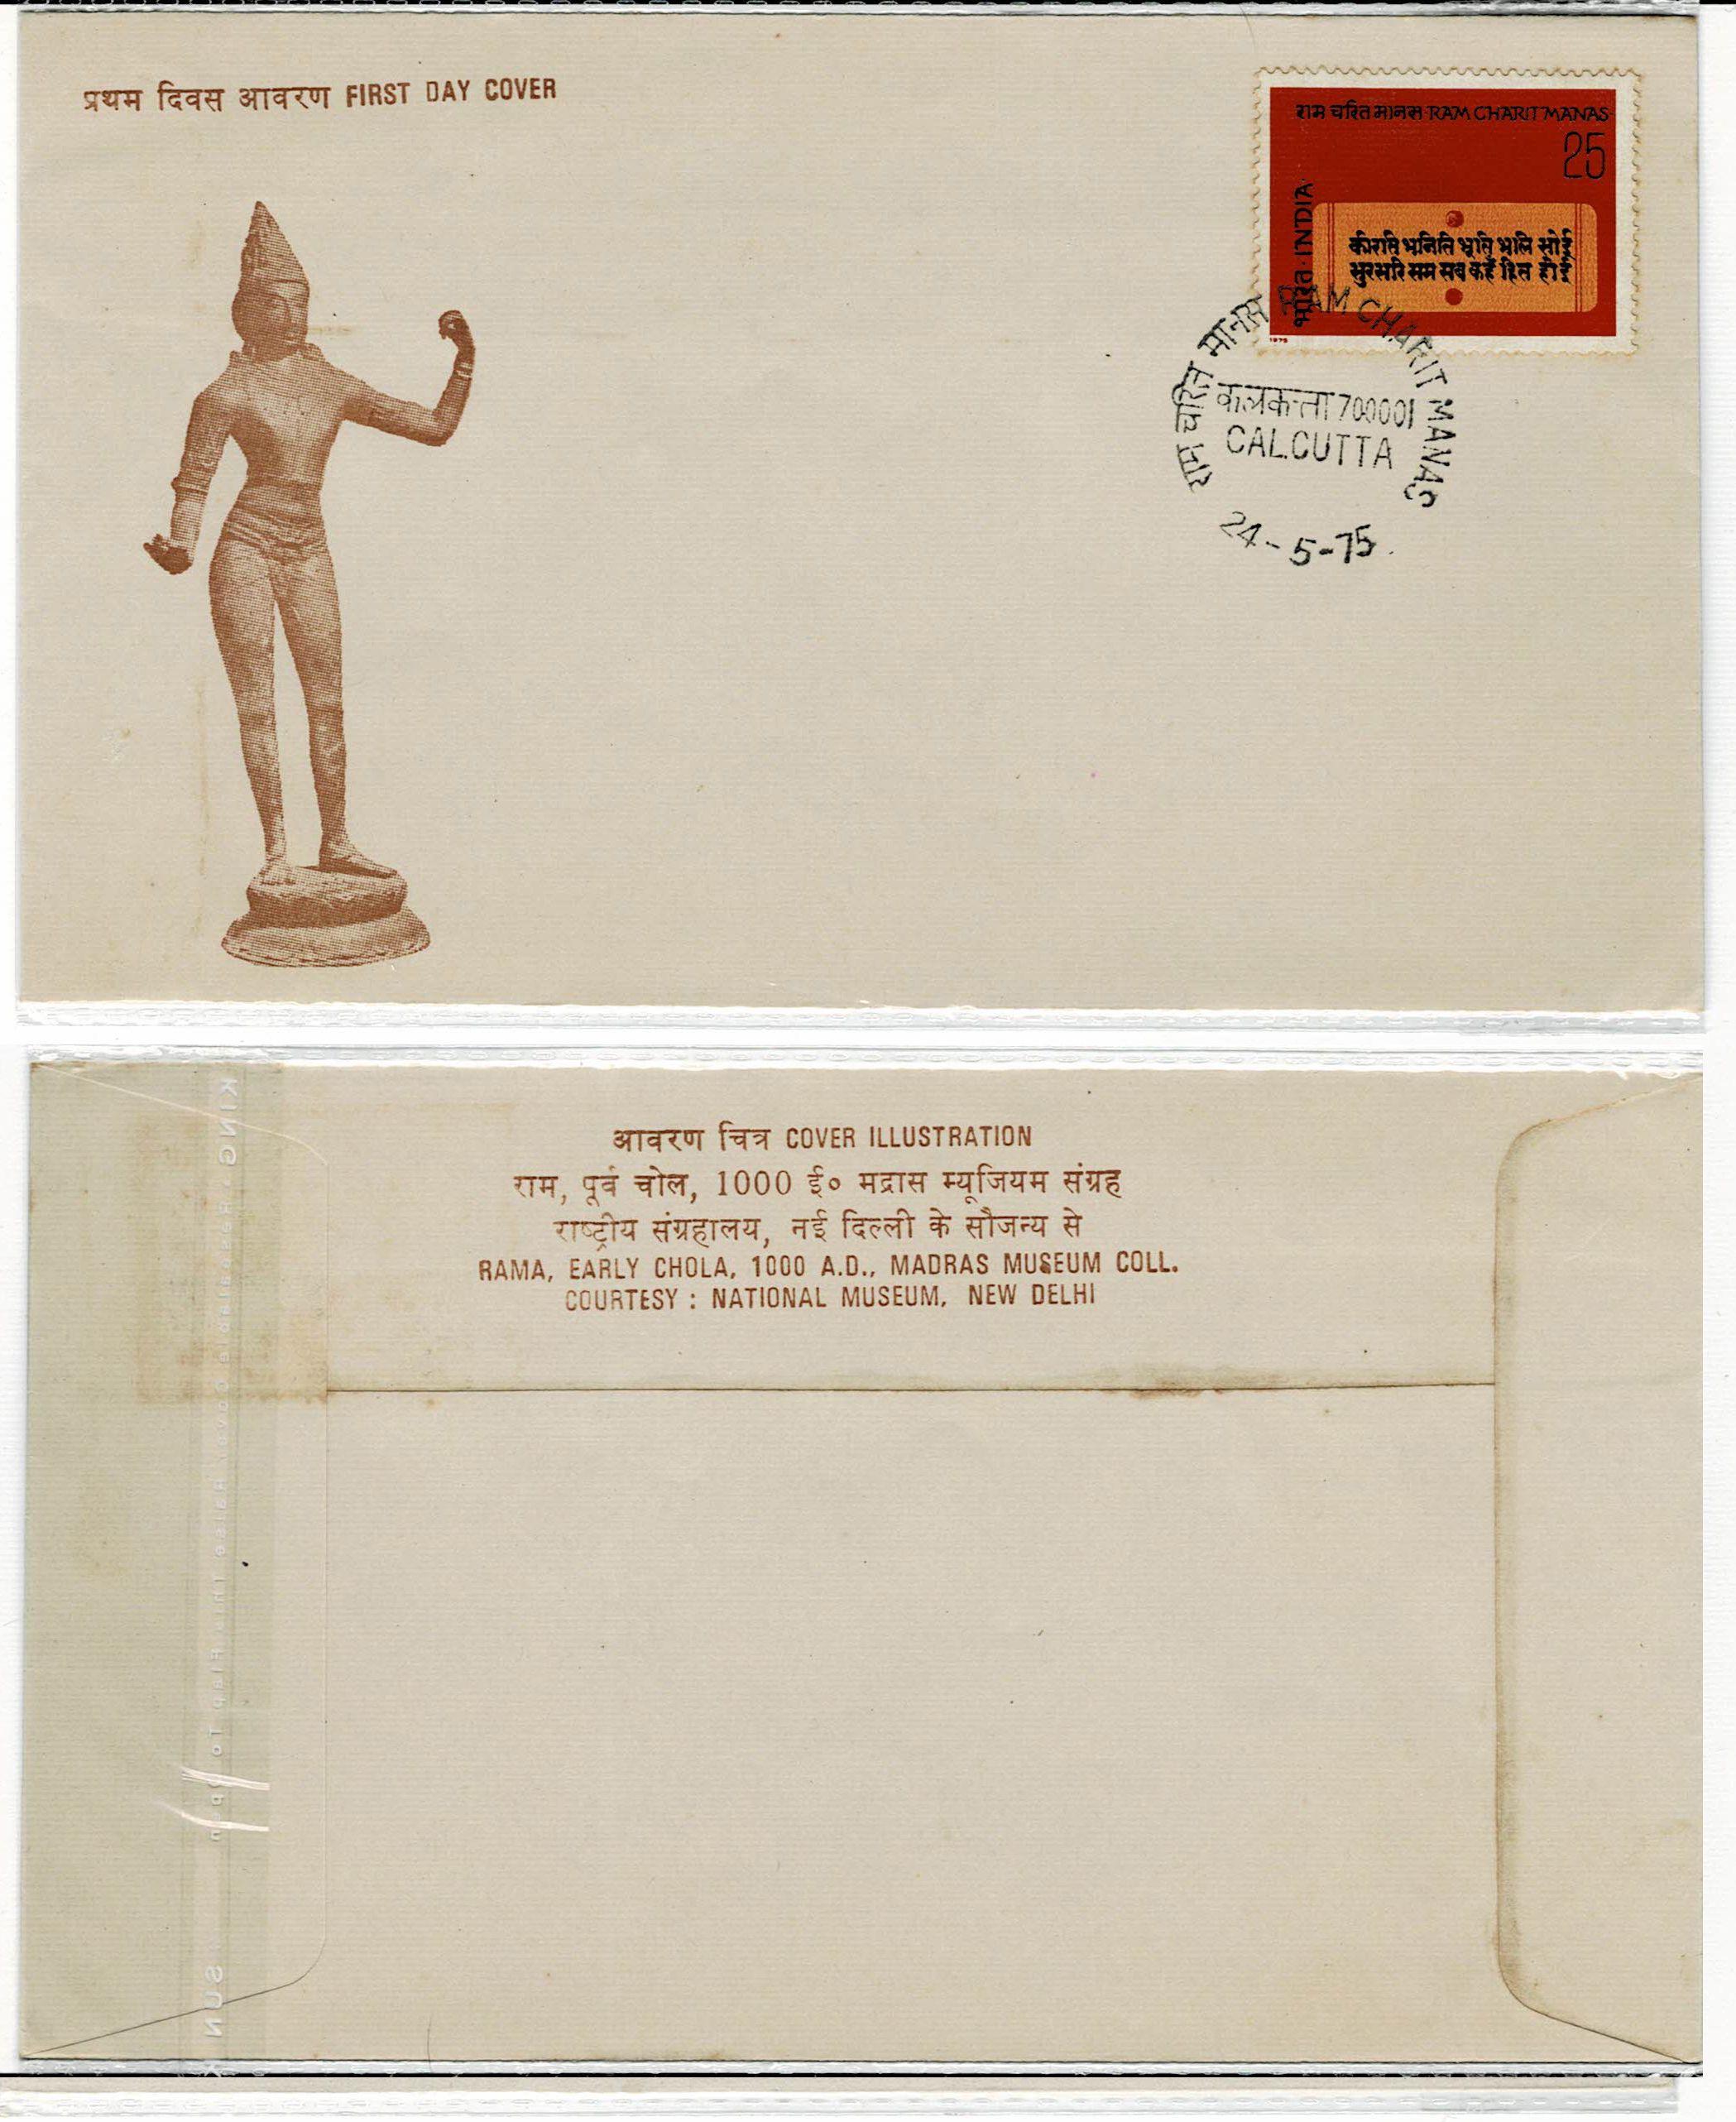 प्रथम दिवस आवरण FIRST DAY COVER
राम चरित मानस·RAM CHARIT MANAS·
25
भारत·INDIA
कीरति भनिति भूति भलि सोई
सुरसरि सम सब कहँ हित होई
1975
राम चरित मानस RAM CHARIT MANAS
कलकत्ता 700001
CALCUTTA
24-5-75.
आवरण चित्र COVER ILLUSTRATION
राम, पूर्व चोल, 1000 ई० मद्रास म्यूजियम संग्रह
राष्ट्रीय संग्रहालय, नई दिल्ली के सौजन्य से
RAMA, EARLY CHOLA, 1000 A.D., MADRAS MUSEUM COLL.
COURTESY : NATIONAL MUSEUM, NEW DELHI
KING
This Flap To Open
SUN